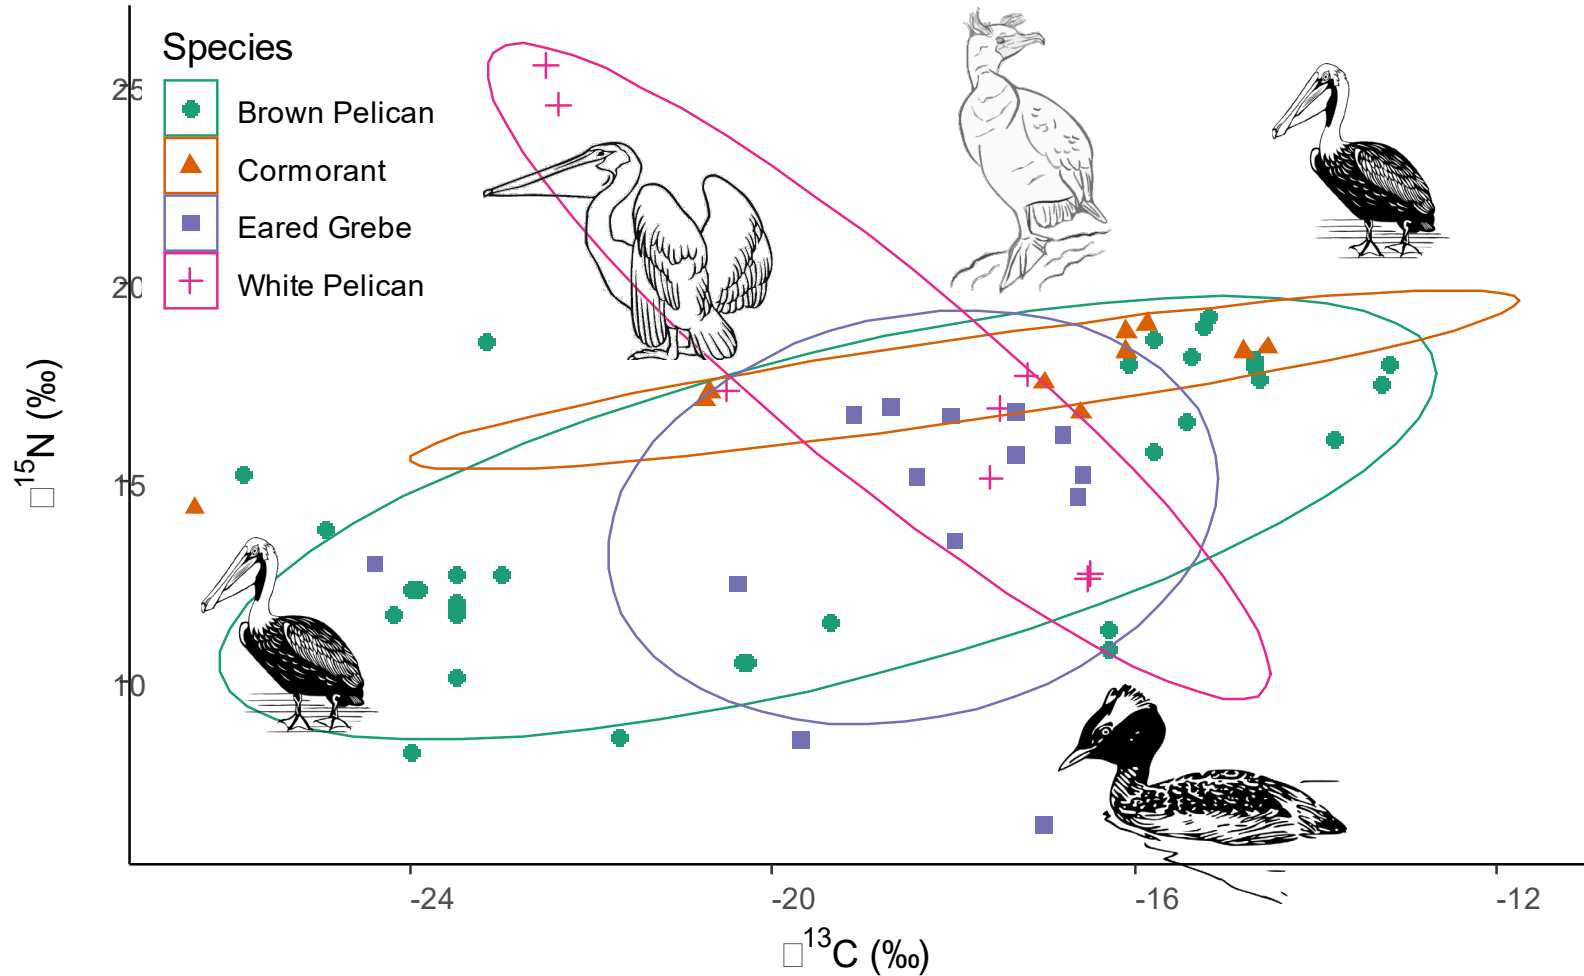 Species
Brown Pelican
Cormorant
Eared Grebe
White Pelican
25
20
15
10
□15N (‰)
-24
-20
-16
-12
□13C (‰)